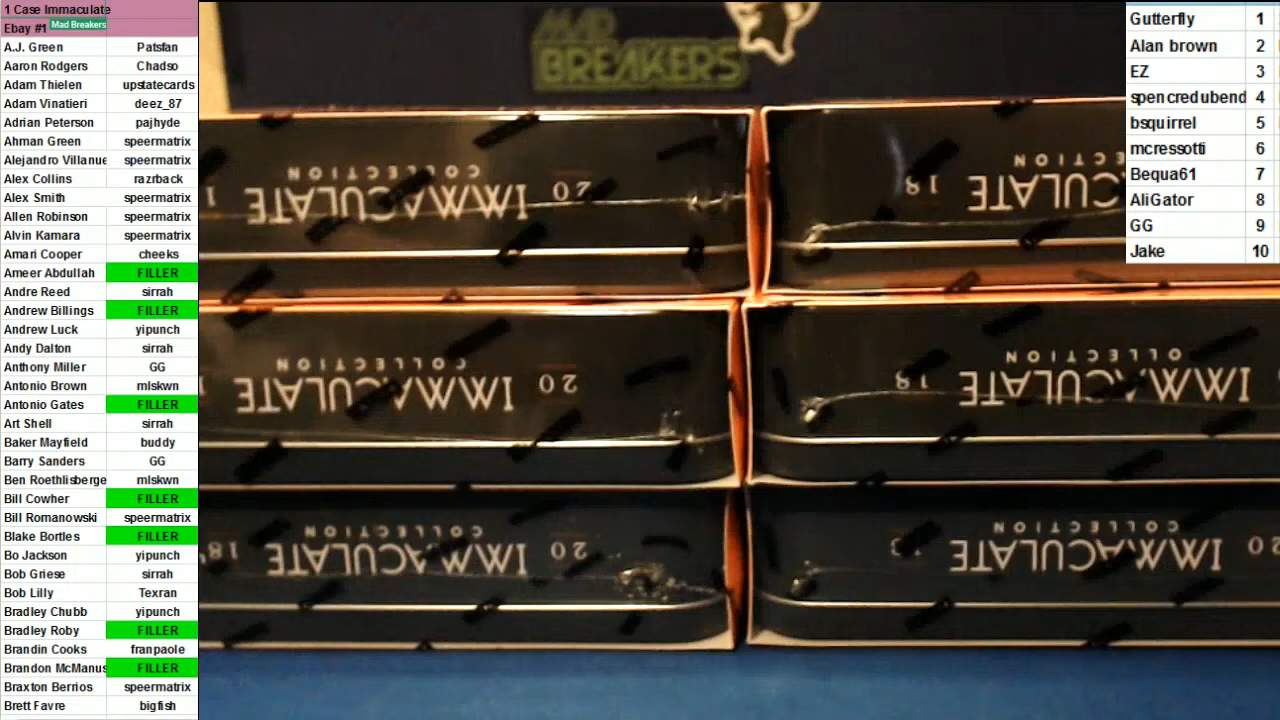 1 Case Immaculate
Ebay #1 Mad Breakers
A.J. Green Patsfan
Aaron Rodgers Chadso
Adam Thielen upstatecards
Adam Vinatieri deez_87
Adrian Peterson pajhyde
Ahman Green speermatrix
Alejandro Villanue speermatrix
Alex Collins razrback
Alex Smith speermatrix
Allen Robinson speermatrix
Alvin Kamara speermatrix
Amari Cooper cheeks
Ameer Abdullah FILLER
Andre Reed sirrah
Andrew Billings FILLER
Andrew Luck yipunch
Andy Dalton sirrah
Anthony Miller GG
Antonio Brown mlskwn
Antonio Gates FILLER
Art Shell sirrah
Baker Mayfield buddy
Barry Sanders GG
Ben Roethlisberge mlskwn
Bill Cowher FILLER
Bill Romanowski speermatrix
Blake Bortles FILLER
Bo Jackson yipunch
Bob Griese sirrah
Bob Lilly Texran
Bradley Chubb yipunch
Bradley Roby FILLER
Brandin Cooks franpaole
Brandon McManus FILLER
Braxton Berrios speermatrix
Brett Favre bigfish
MAD
BREAKERS
20 IMMACULATE
COLLECTION
IMMACULATE 18
COLLECTION
20 IMMACULATE
COLLECTION
IMMACULATE 18
COLLECTION
20 IMMACULATE 18
COLLECTION
20 IMMACULATE
COLLECTION
Gutterfly 1
Alan brown 2
EZ 3
spencredubend 4
bsquirrel 5
mcressotti 6
Bequa61 7
AliGator 8
GG 9
Jake 10